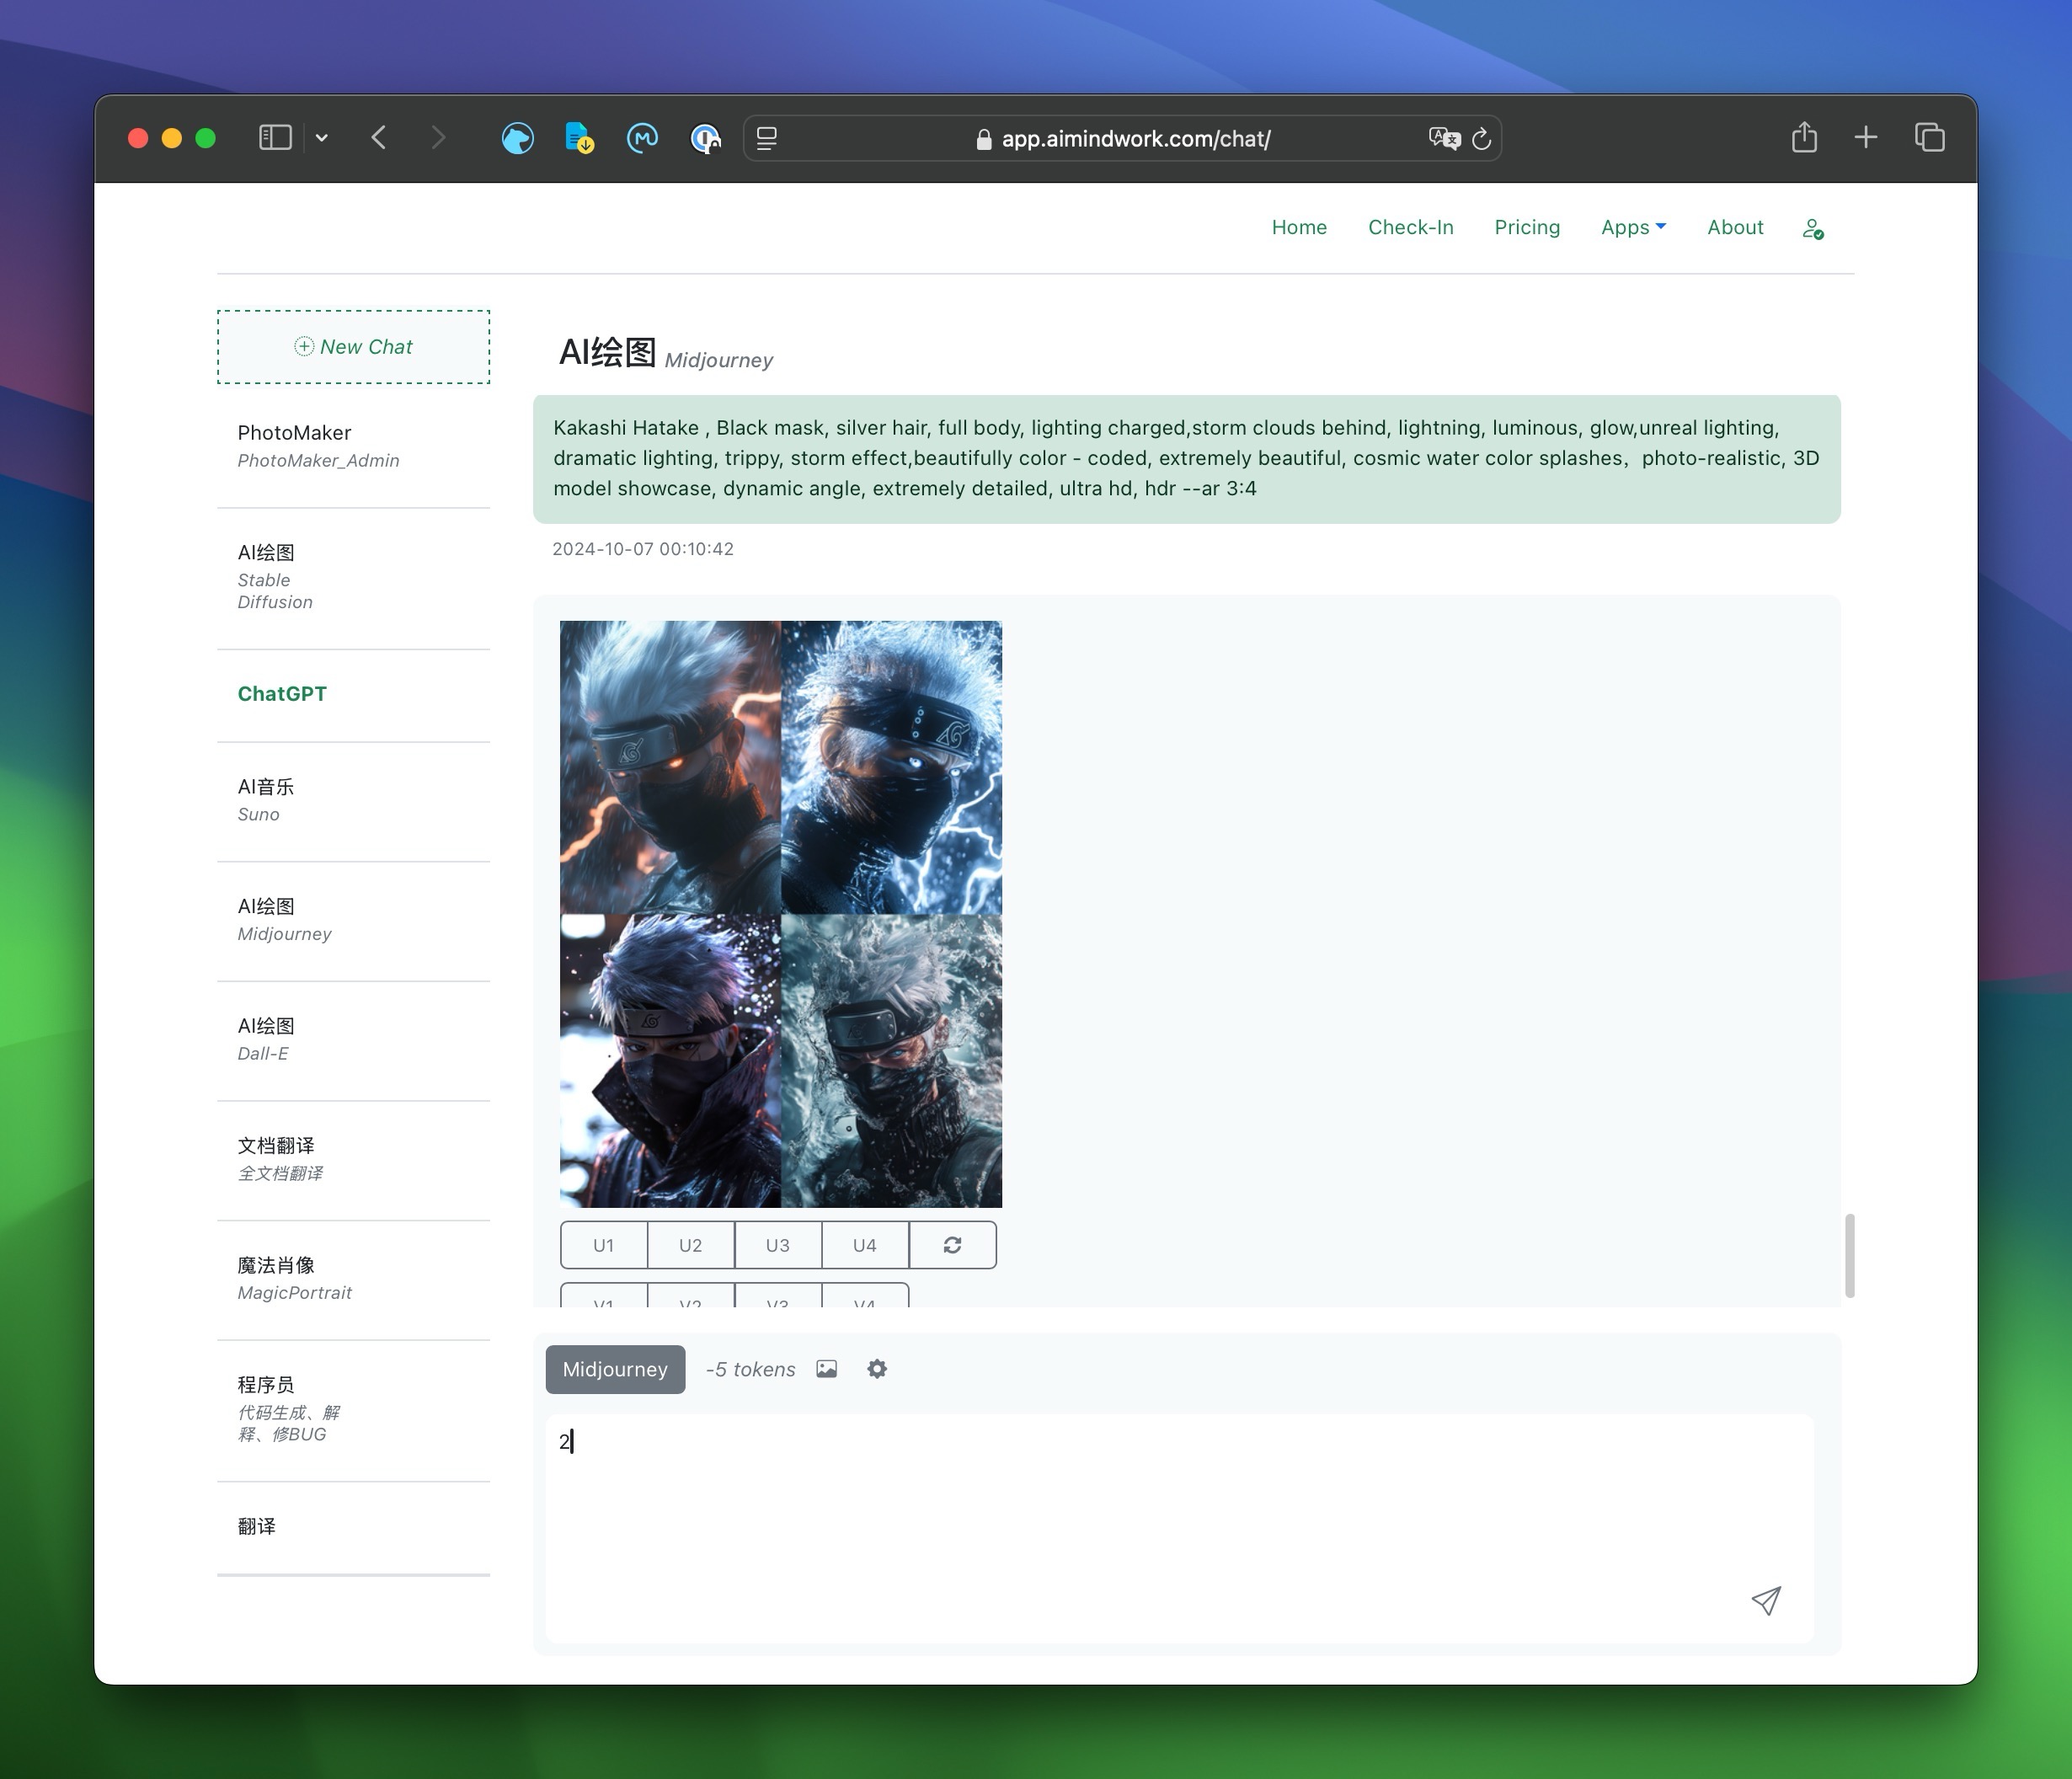 app.aimindwork.com/chat/
Home Check-In Pricing Apps About
New Chat
PhotoMaker
PhotoMaker_Admin
AI绘图
Stable
Diffusion
ChatGPT
AI音乐
Suno
AI绘图
Midjourney
AI绘图
Dall-E
文档翻译
全文档翻译
魔法肖像
MagicPortrait
程序员
代码生成、解
释、修BUG
翻译
AI绘图 Midjourney
Kakashi Hatake , Black mask, silver hair, full body, lighting charged,storm clouds behind, lightning, luminous, glow,unreal lighting,
dramatic lighting, trippy, storm effect,beautifully color - coded, extremely beautiful, cosmic water color splashes，photo-realistic, 3D
model showcase, dynamic angle, extremely detailed, ultra hd, hdr --ar 3:4
2024-10-07 00:10:42
U1 U2 U3 U4
V1 V2 V3 V4
Midjourney -5 tokens
2